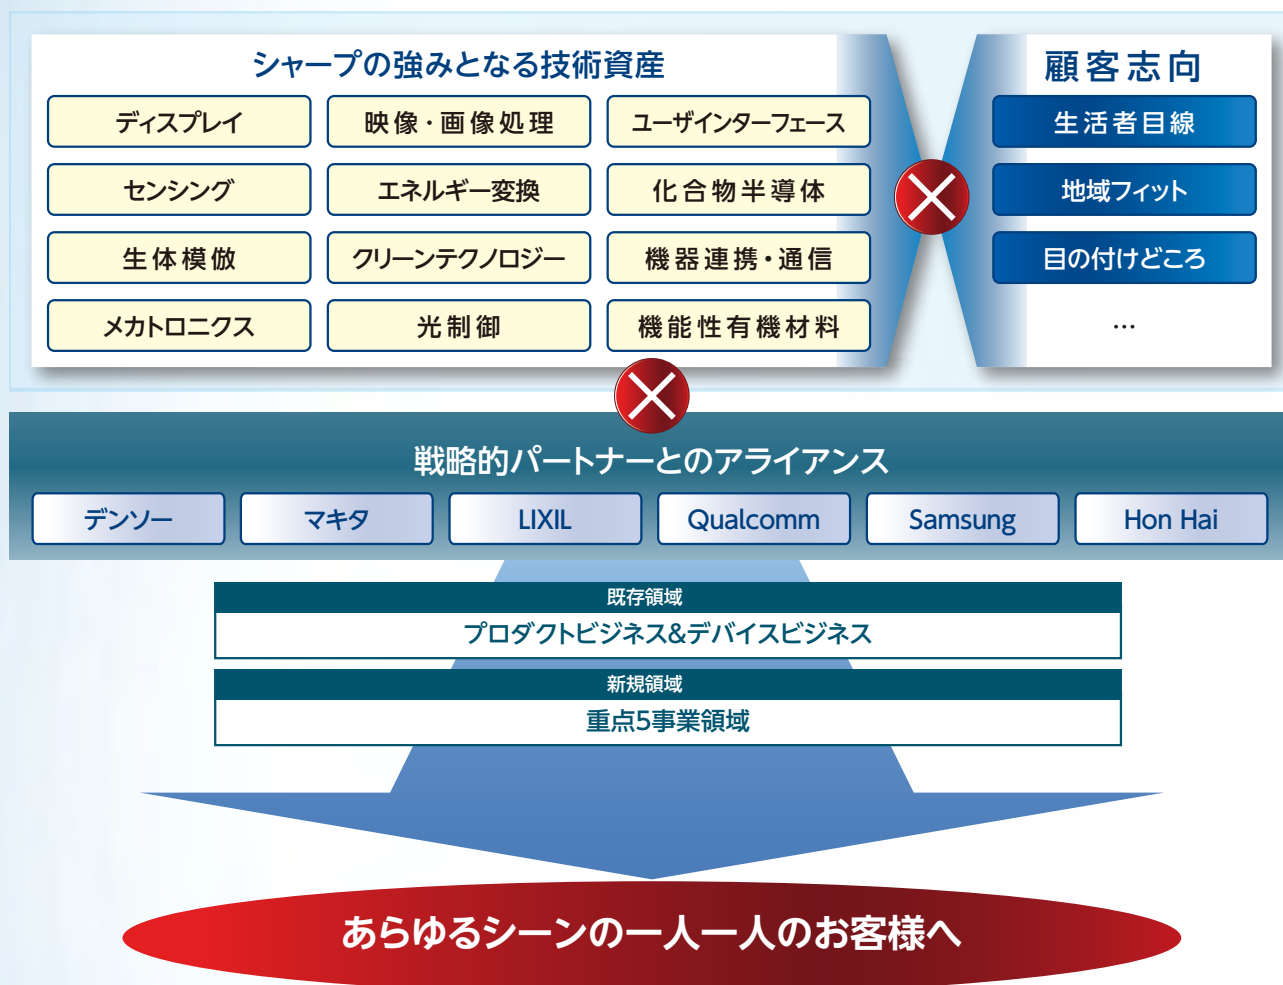 シャープの強みとなる技術資産
ディスプレイ
映像・画像処理
ユーザインターフェース
センシング
エネルギー変換
化合物半導体
生体模倣
クリーンテクノロジー
機器連携・通信
メカトロニクス
光制御
機能性有機材料
顧客志向
生活者目線
地域フィット
目の付けどころ
…
戦略的パートナーとのアライアンス
デンソー
マキタ
LIXIL
Qualcomm
Samsung
Hon Hai
既存領域
プロダクトビジネス&デバイスビジネス
新規領域
重点5事業領域
あらゆるシーンの一人一人のお客様へ